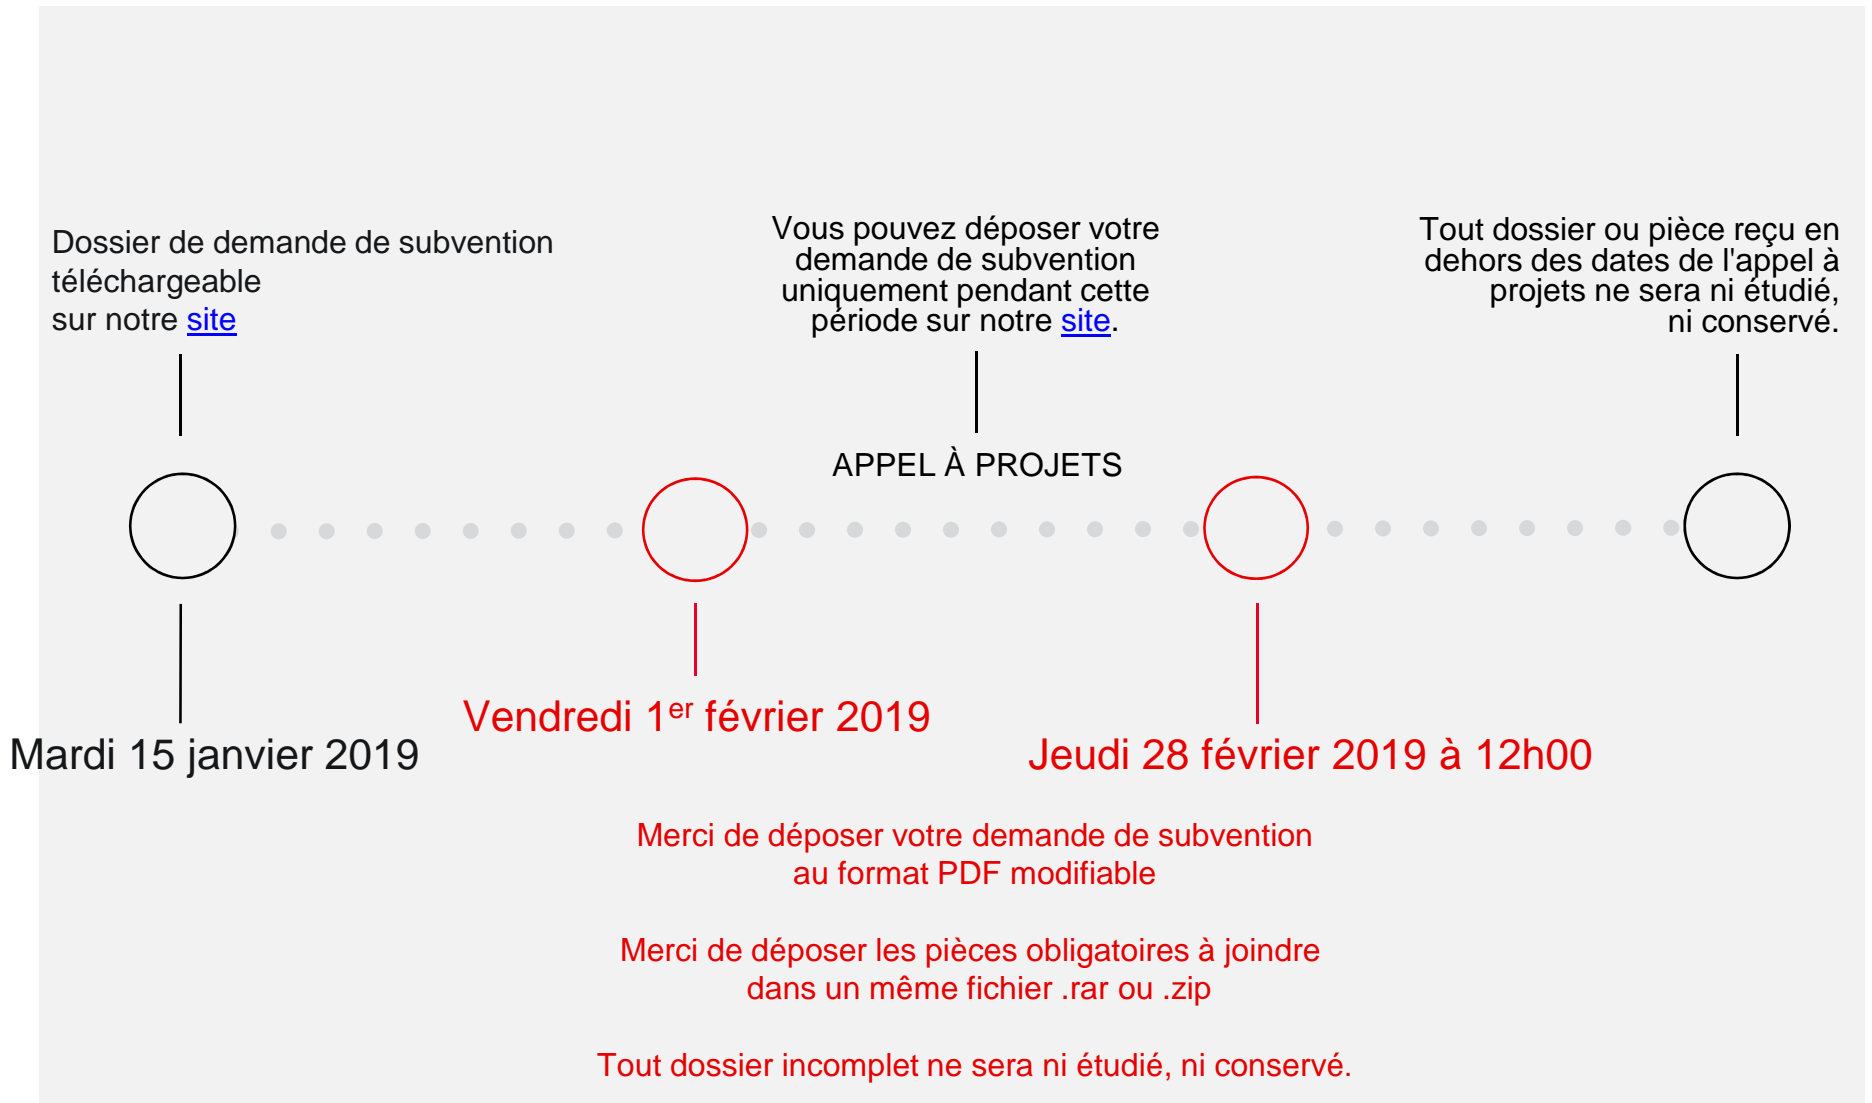 Dossier de demande de subvention
téléchargeable
sur notre site
Vous pouvez déposer votre
demande de subvention
uniquement pendant cette
période sur notre site.
Tout dossier ou pièce reçu en
dehors des dates de l'appel à
projets ne sera ni étudié,
ni conservé.
APPEL À PROJETS
Mardi 15 janvier 2019
Vendredi 1er février 2019
Jeudi 28 février 2019 à 12h00
Merci de déposer votre demande de subvention
au format PDF modifiable
Merci de déposer les pièces obligatoires à joindre
dans un même fichier .rar ou .zip
Tout dossier incomplet ne sera ni étudié, ni conservé.